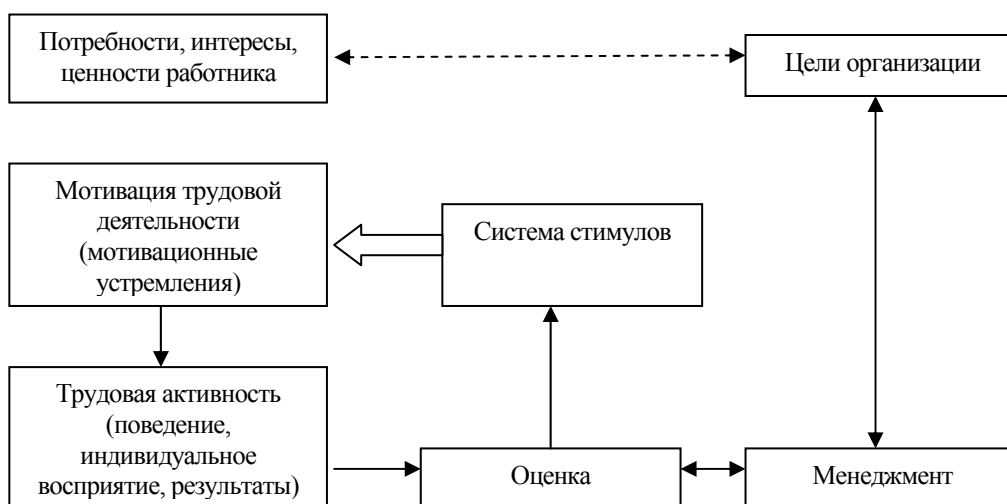 Потребности, интересы,
ценности работника
Цели организации
Мотивация трудовой
деятельности
(мотивационные
устремления)
Система стимулов
Трудовая активность
(поведение,
индивидуальное
восприятие, результаты)
Оценка
Менеджмент